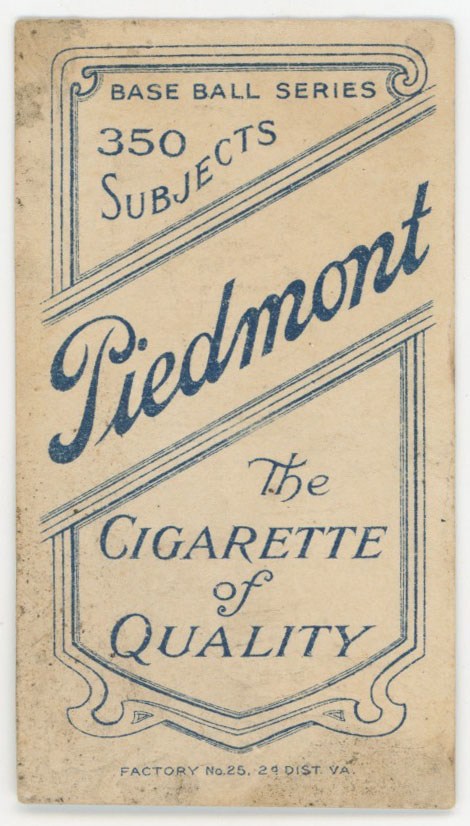 BASE BALL SERIES
350
SUBJECTS
Piedmont
The
CIGARETTE
of
QUALITY
FACTORY No. 25, 2d DIST. VA.